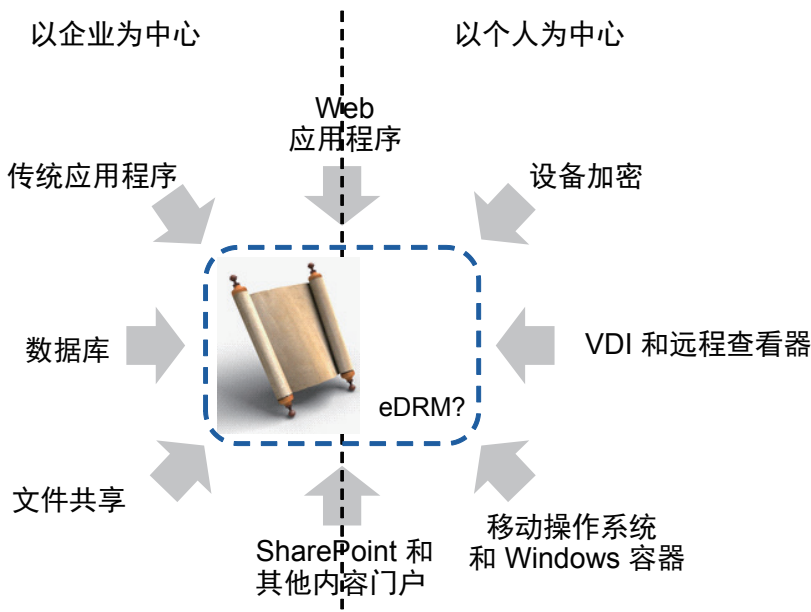 以企业为中心
以个人为中心
Web
应用程序
传统应用程序
设备加密
数据库
VDI 和远程查看器
eDRM?
文件共享
SharePoint 和
其他内容门户
移动操作系统
和 Windows 容器